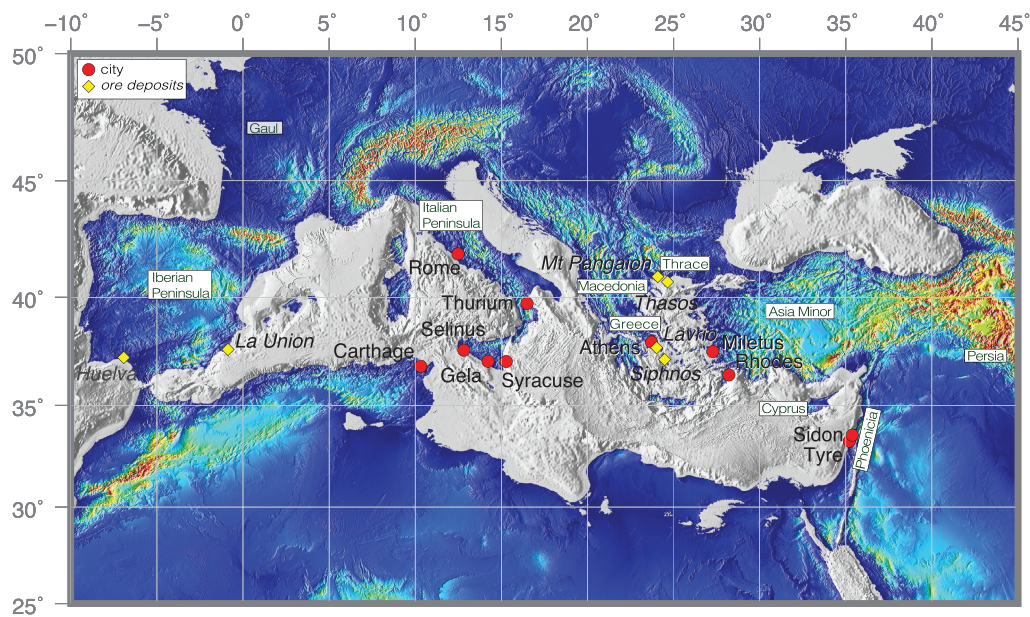 −10˚ −5˚ 0˚ 5˚ 10˚ 15˚ 20˚ 25˚ 30˚ 35˚ 40˚ 45˚
50˚
city
ore deposits
Gaul
45˚
Italian
Peninsula
Rome
Mt Pangaion
Thrace
Iberian
Peninsula
Macedonia
40˚
Thurium
Thasos
Asia Minor
Selinus
Greece
Lavrio
La Union
Carthage
Athens
Miletus
Persia
Huelva
Gela
Syracuse
Siphnos
Rhodes
35˚
Cyprus
Sidon
Tyre
Phoenicia
30˚
25˚